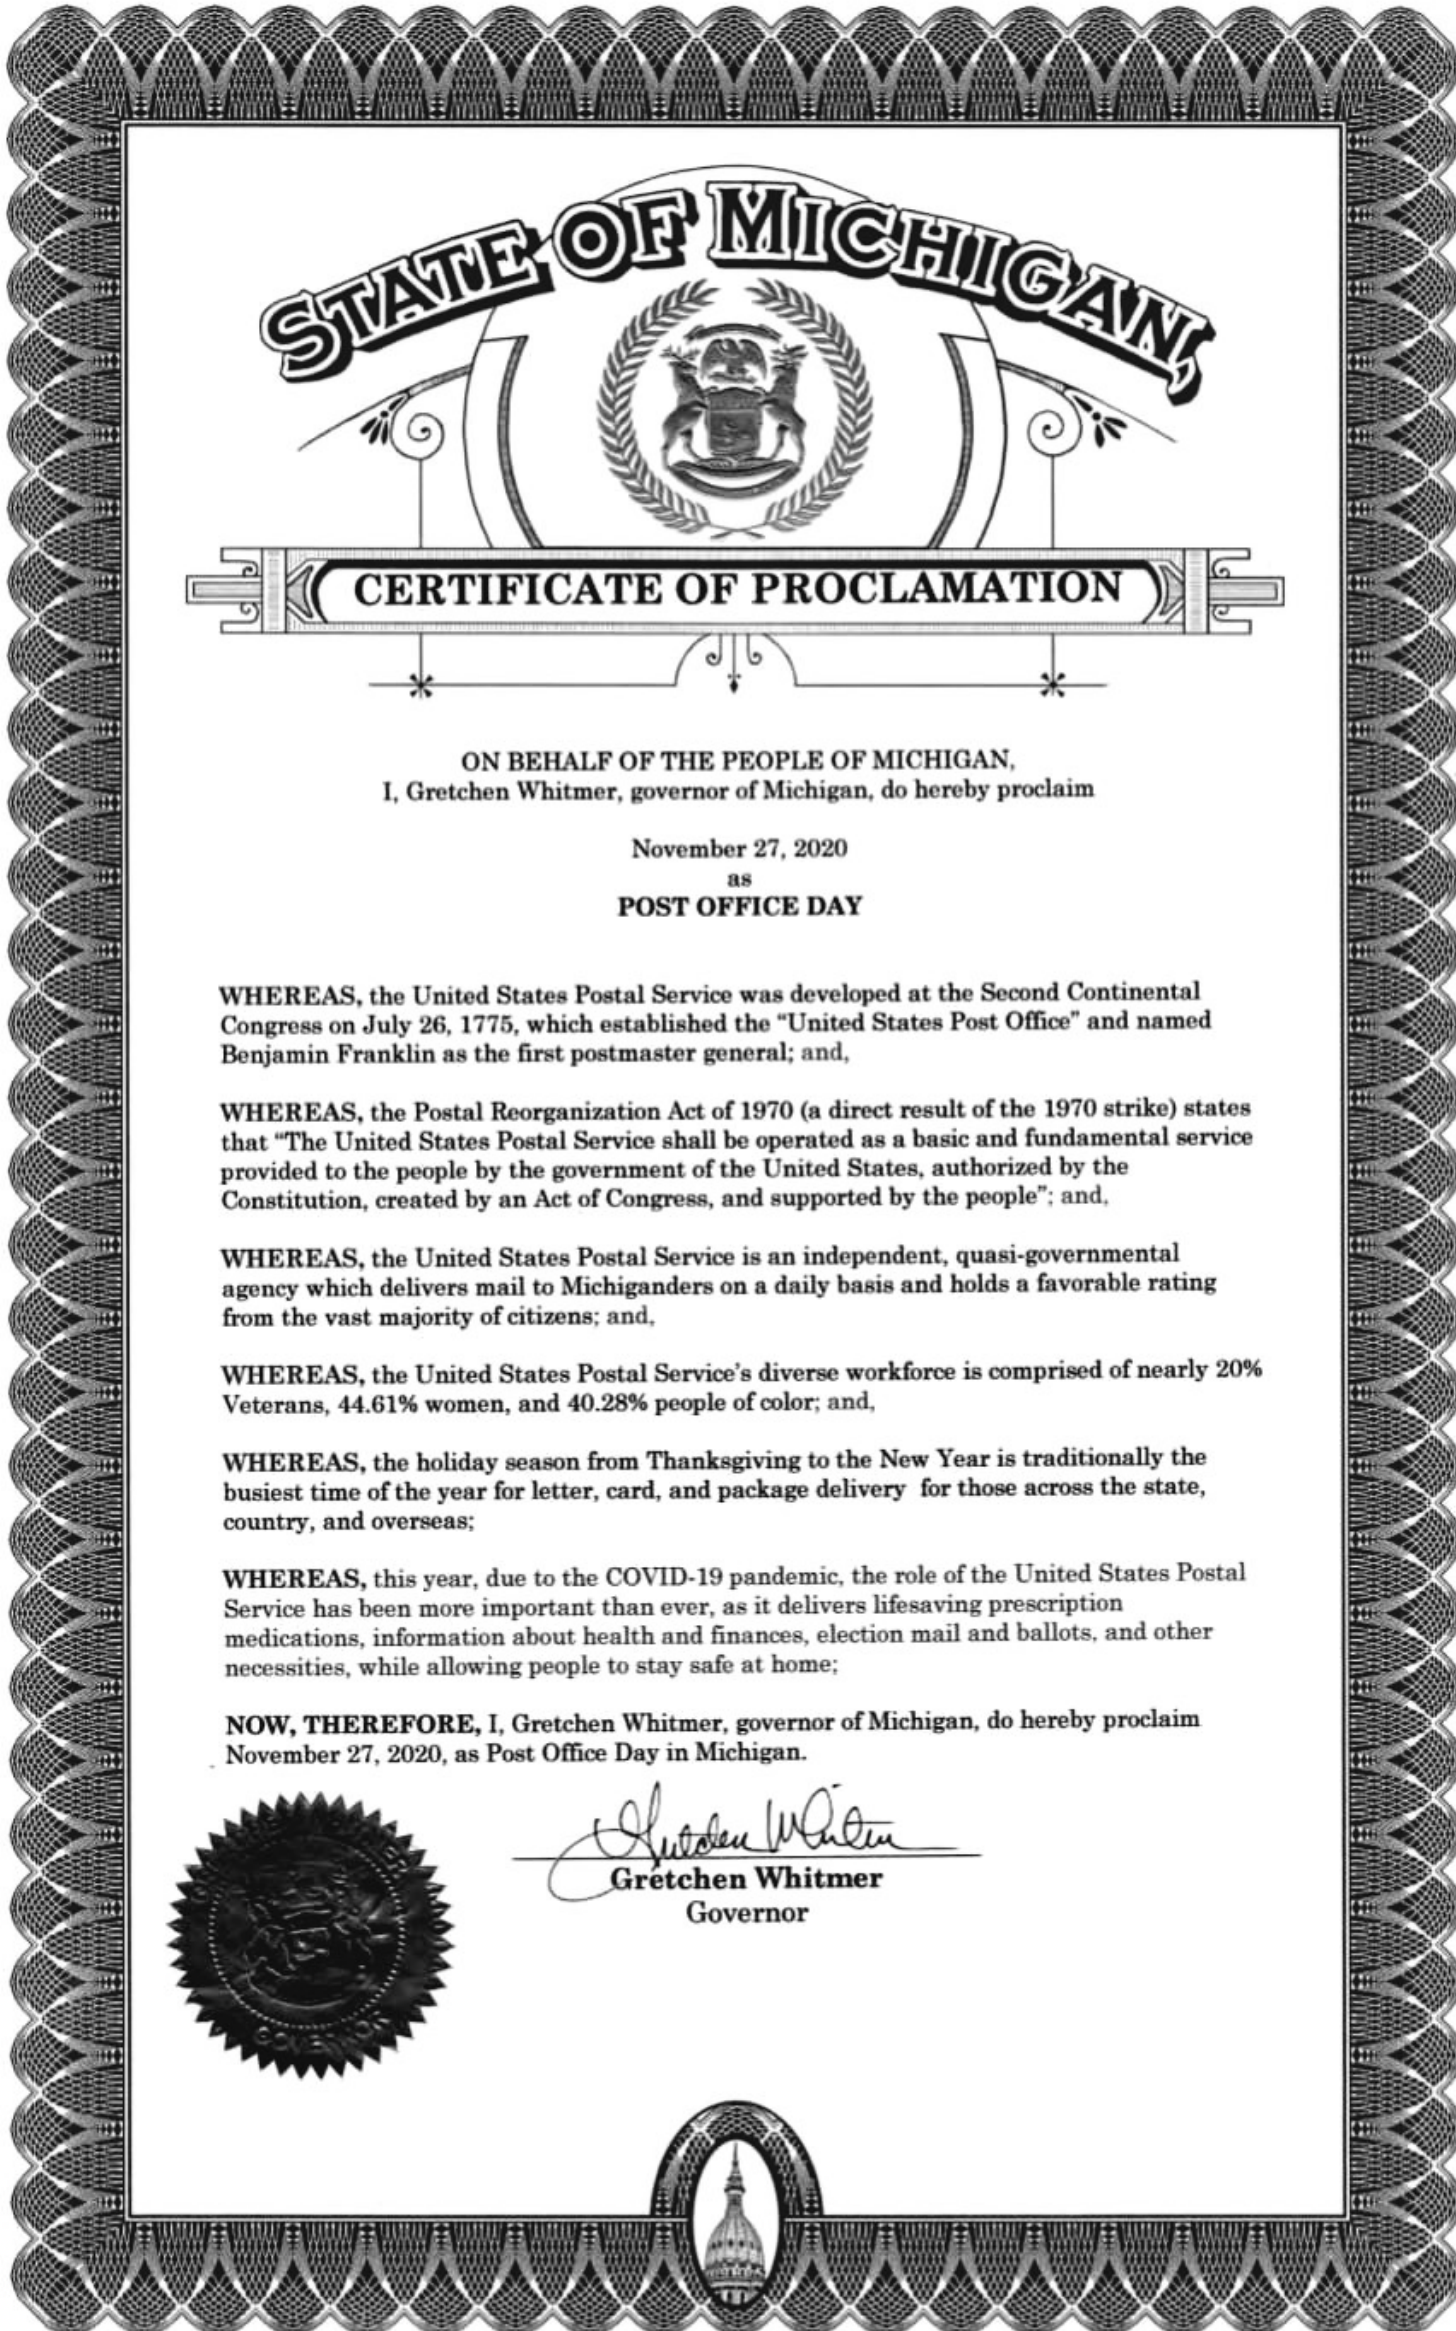 STATE OF MICHIGAN,
CERTIFICATE OF PROCLAMATION
ON BEHALF OF THE PEOPLE OF MICHIGAN,
I, Gretchen Whitmer, governor of Michigan, do hereby proclaim
November 27, 2020
as
POST OFFICE DAY
WHEREAS, the United States Postal Service was developed at the Second Continental
Congress on July 26, 1775, which established the “United States Post Office” and named
Benjamin Franklin as the first postmaster general; and,
WHEREAS, the Postal Reorganization Act of 1970 (a direct result of the 1970 strike) states
that “The United States Postal Service shall be operated as a basic and fundamental service
provided to the people by the government of the United States, authorized by the
Constitution, created by an Act of Congress, and supported by the people”; and,
WHEREAS, the United States Postal Service is an independent, quasi-governmental
agency which delivers mail to Michiganders on a daily basis and holds a favorable rating
from the vast majority of citizens; and,
WHEREAS, the United States Postal Service’s diverse workforce is comprised of nearly 20%
Veterans, 44.61% women, and 40.28% people of color; and,
WHEREAS, the holiday season from Thanksgiving to the New Year is traditionally the
busiest time of the year for letter, card, and package delivery for those across the state,
country, and overseas;
WHEREAS, this year, due to the COVID-19 pandemic, the role of the United States Postal
Service has been more important than ever, as it delivers lifesaving prescription
medications, information about health and finances, election mail and ballots, and other
necessities, while allowing people to stay safe at home;
NOW, THEREFORE, I, Gretchen Whitmer, governor of Michigan, do hereby proclaim
November 27, 2020, as Post Office Day in Michigan.
Gretchen Whitmer
Gretchen Whitmer
Governor